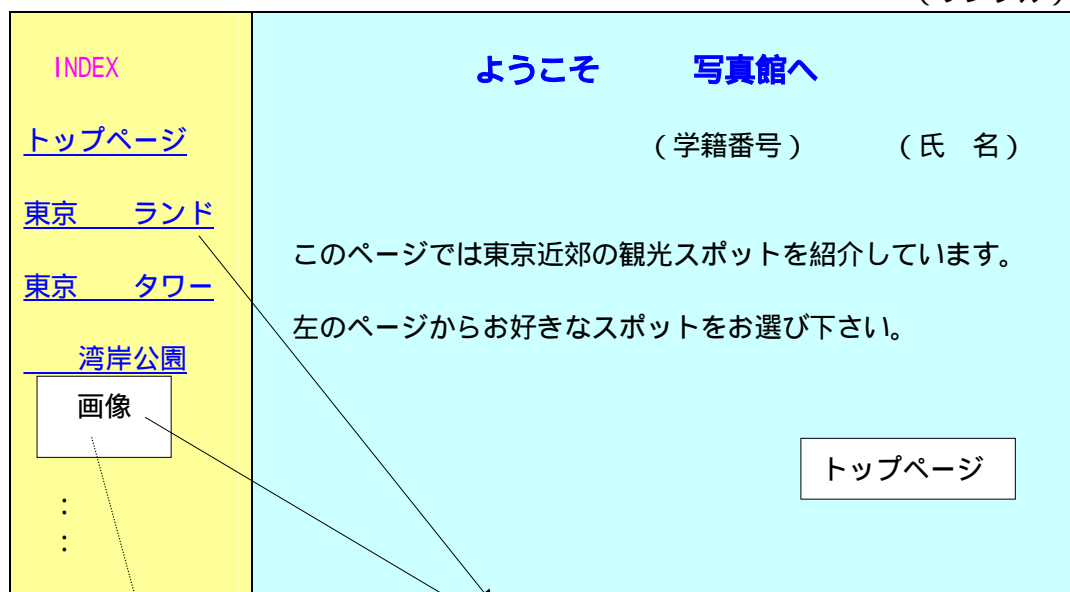 INDEX
トップページ
東京　　ランド
東京　　タワー
湾岸公園
画像
：
：
ようこそ　　写真館へ
（学籍番号）　　（氏　名）
このページでは東京近郊の観光スポットを紹介しています。
左のページからお好きなスポットをお選び下さい。
トップページ